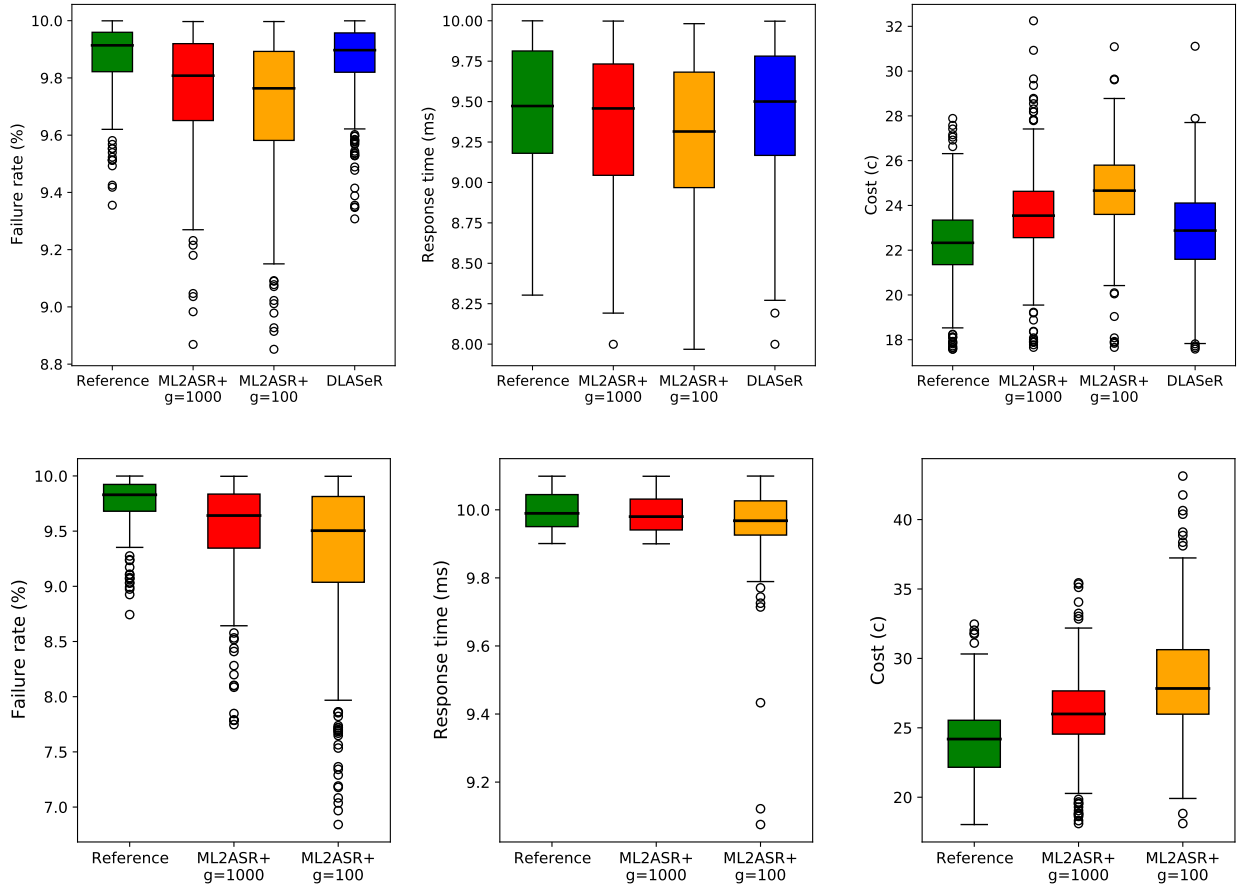 Failure rate (%)
10.0
9.8
9.6
9.4
9.2
9.0
8.8
Reference
ML2ASR+
g=1000
ML2ASR+
g=100
DLASeR
Response time (ms)
10.00
9.75
9.50
9.25
9.00
8.75
8.50
8.25
8.00
Reference
ML2ASR+
g=1000
ML2ASR+
g=100
DLASeR
Cost (c)
32
30
28
26
24
22
20
18
Reference
ML2ASR+
g=1000
ML2ASR+
g=100
DLASeR
Failure rate (%)
10.0
9.5
9.0
8.5
8.0
7.5
7.0
Reference
ML2ASR+
g=1000
ML2ASR+
g=100
Response time (ms)
10.0
9.8
9.6
9.4
9.2
Reference
ML2ASR+
g=1000
ML2ASR+
g=100
Cost (c)
40
35
30
25
20
Reference
ML2ASR+
g=1000
ML2ASR+
g=100